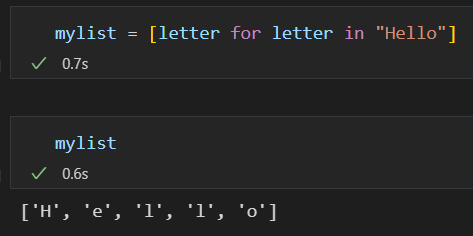 mylist = [letter for letter in "Hello"]
0.7s
mylist
0.6s
['H', 'e', 'l', 'l', 'o']